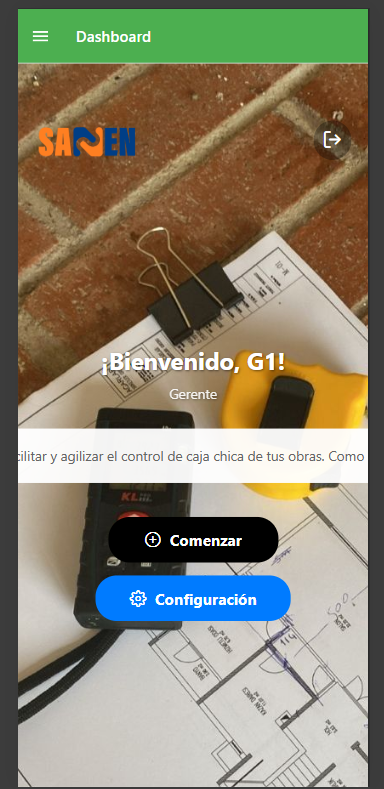 Dashboard
SANEN
¡Bienvenido, G1!
Gerente
cilitar y agilizar el control de caja chica de tus obras. Como
KL
Comenzar
Configuración